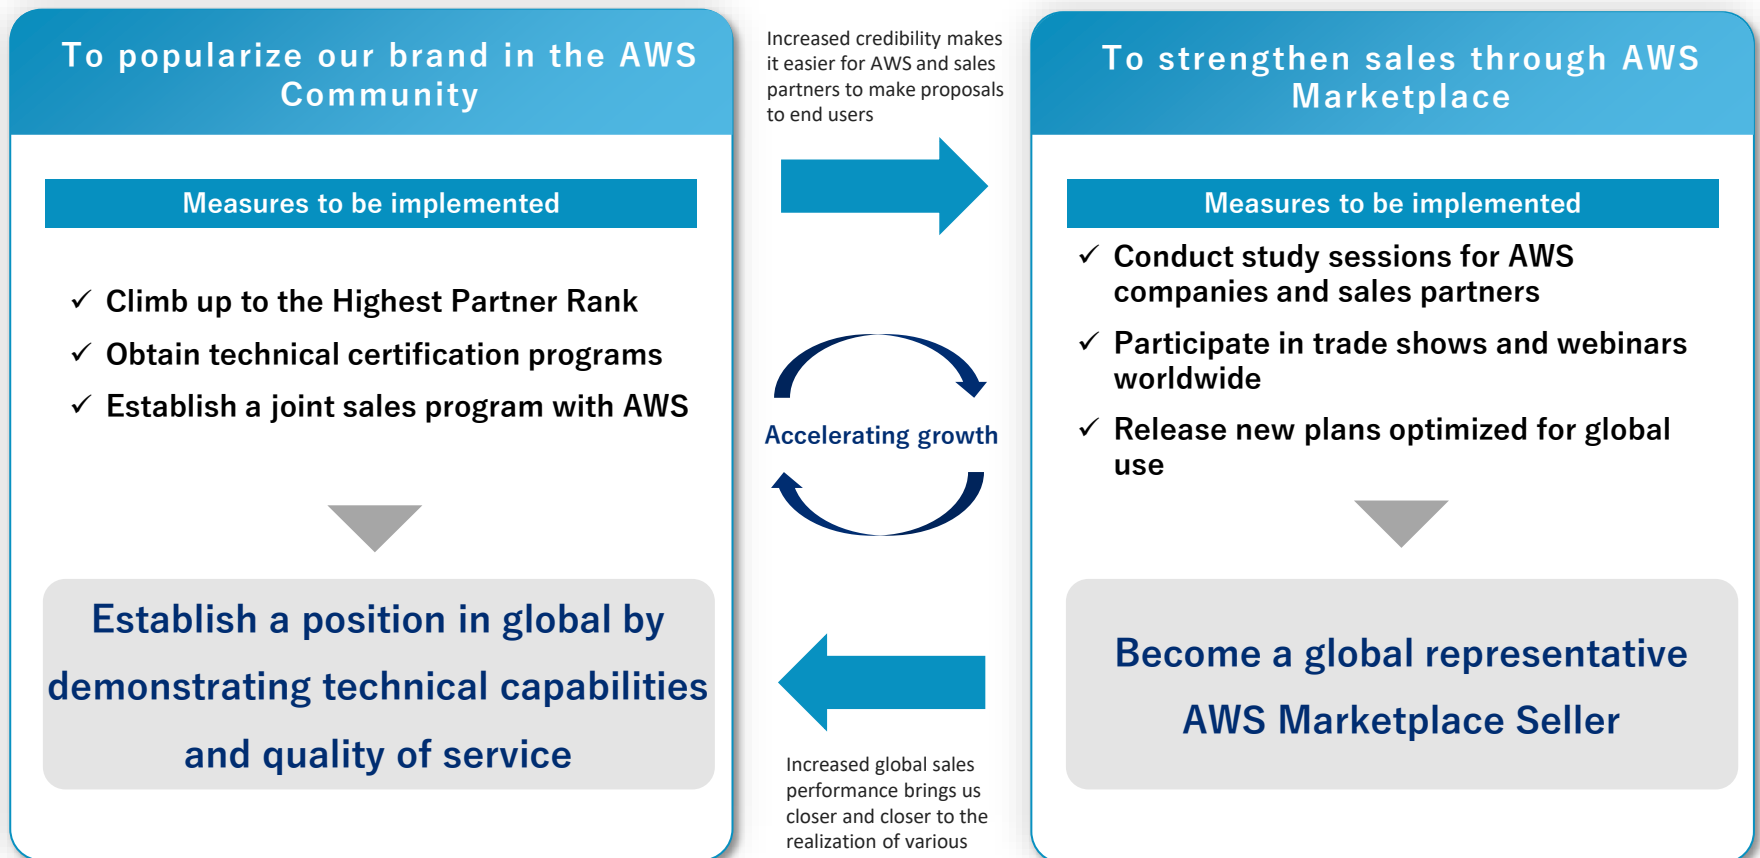 To popularize our brand in the AWS
Community
Measures to be implemented
✓ Climb up to the Highest Partner Rank
✓ Obtain technical certification programs
✓ Establish a joint sales program with AWS
Establish a position in global by
demonstrating technical capabilities
and quality of service
Increased credibility makes
it easier for AWS and sales
partners to make proposals
to end users
Accelerating growth
Increased global sales
performance brings us
closer and closer to the
realization of various
To strengthen sales through AWS
Marketplace
Measures to be implemented
✓ Conduct study sessions for AWS
companies and sales partners
✓ Participate in trade shows and webinars
worldwide
✓ Release new plans optimized for global
use
Become a global representative
AWS Marketplace Seller